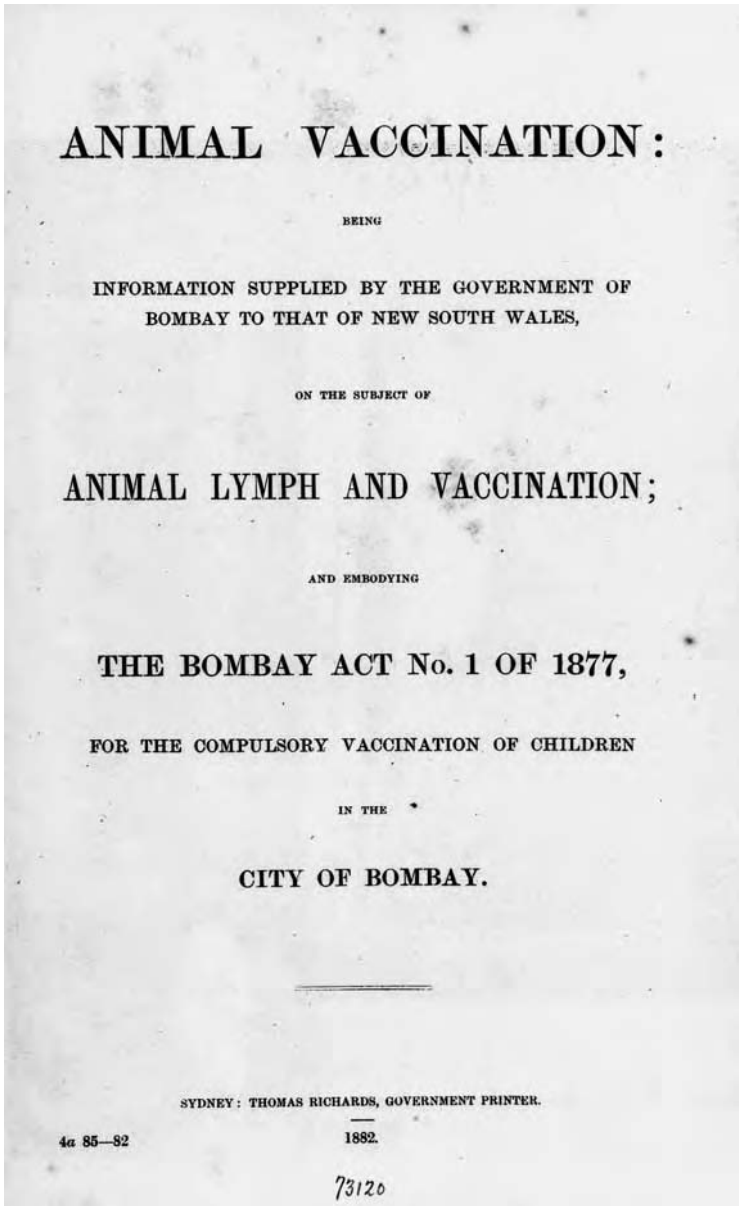 ANIMAL VACCINATION:
BEING
INFORMATION SUPPLIED BY THE GOVERNMENT OF
BOMBAY TO THAT OF NEW SOUTH WALES,
ON THE SUBJECT OF
ANIMAL LYMPH AND VACCINATION;
AND EMBODYING
THE BOMBAY ACT No. 1 OF 1877,
FOR THE COMPULSORY VACCINATION OF CHILDREN
IN THE
CITY OF BOMBAY.
SYDNEY: THOMAS RICHARDS, GOVERNMENT PRINTER.
4a 85—82
1882.
73120